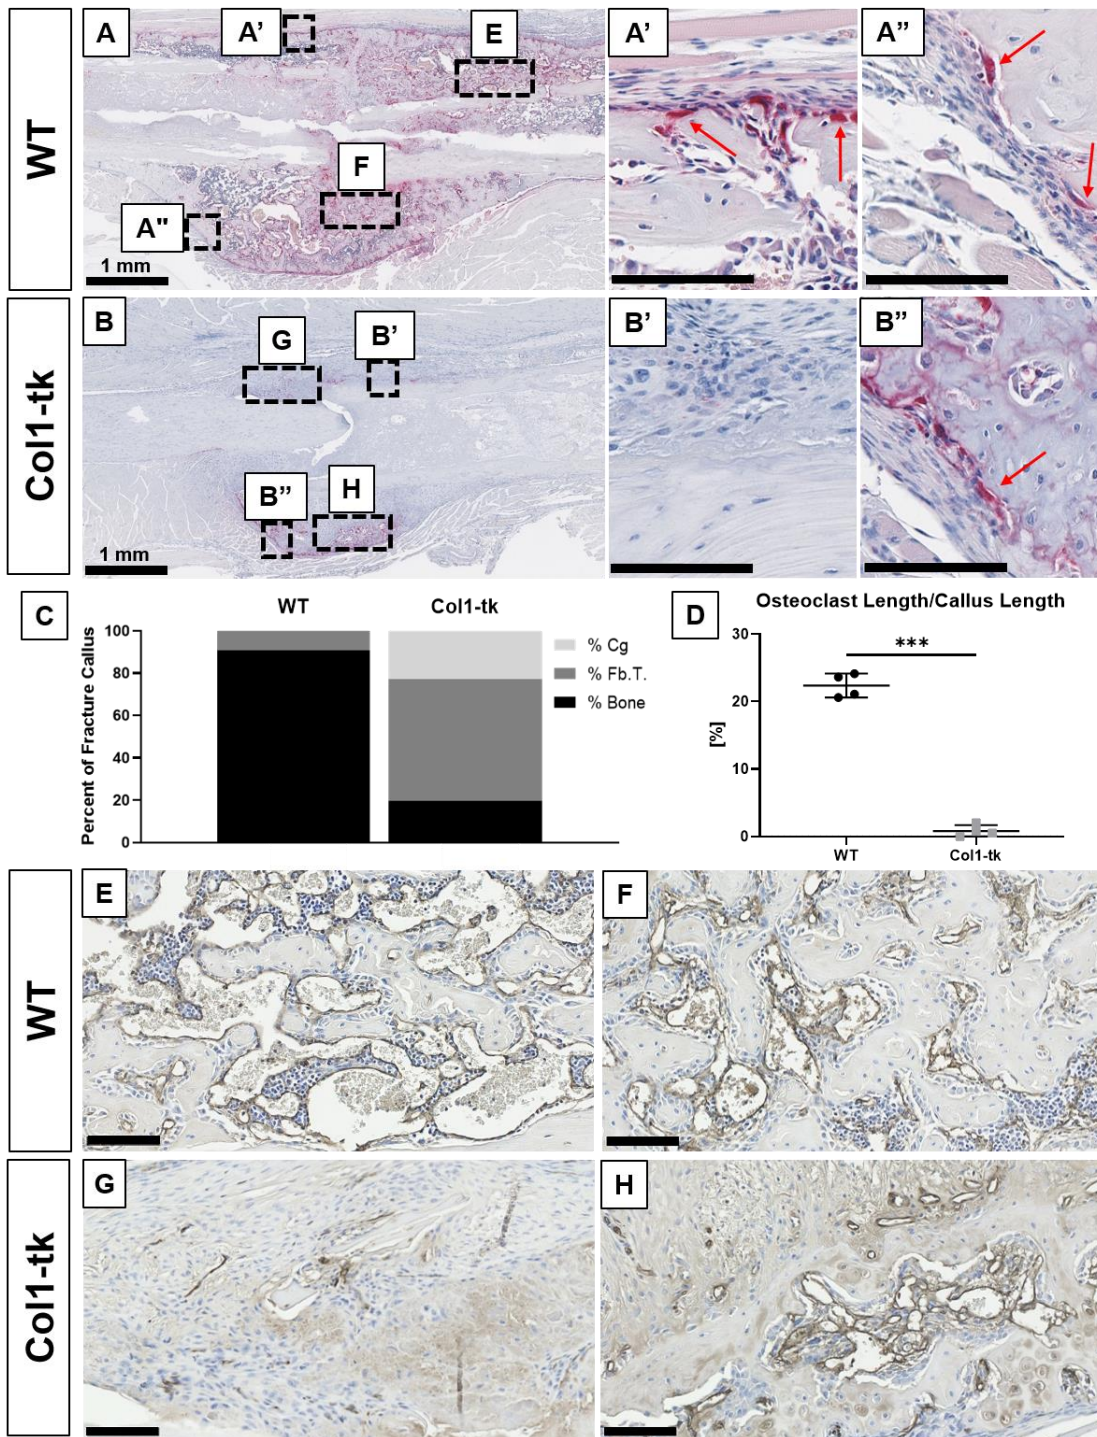 WT
A
A'
E
F
A"
1 mm
A'
A"
Col1-tk
B
G
B'
B"
H
1 mm
B'
B"
C
WT
Col1-tk
Percent of Fracture Callus
100
80
60
40
20
0
% Cg
% Fb.T.
% Bone
D
Osteoclast Length/Callus Length
[%]
30
20
10
0
***
WT
Col1-tk
WT
E
F
Col1-tk
G
H